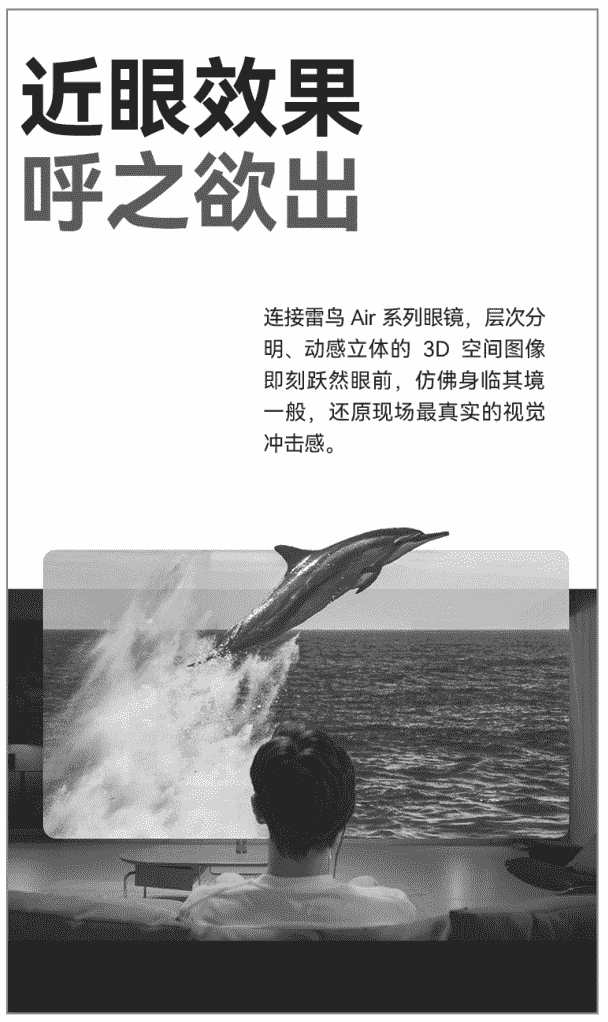 近眼效果
呼之欲出
连接雷鸟 Air 系列眼镜，层次分
明、动感立体的 3D 空间图像
即刻跃然眼前，仿佛身临其境
一般，还原现场最真实的视觉
冲击感。